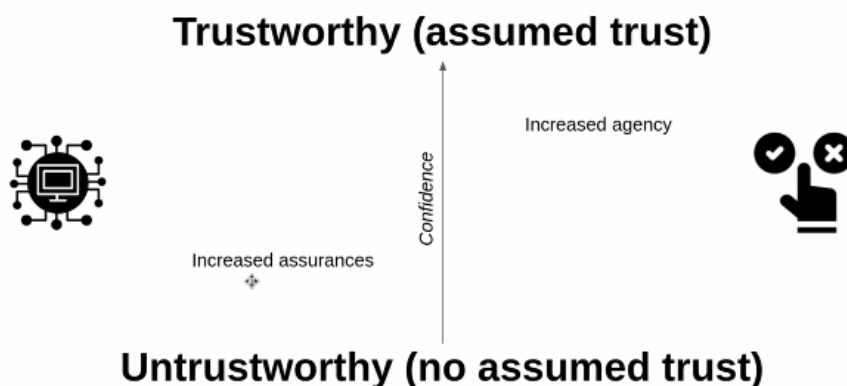 Trustworthy (assumed trust)
Increased agency
Confidence
Increased assurances
Untrustworthy (no assumed trust)